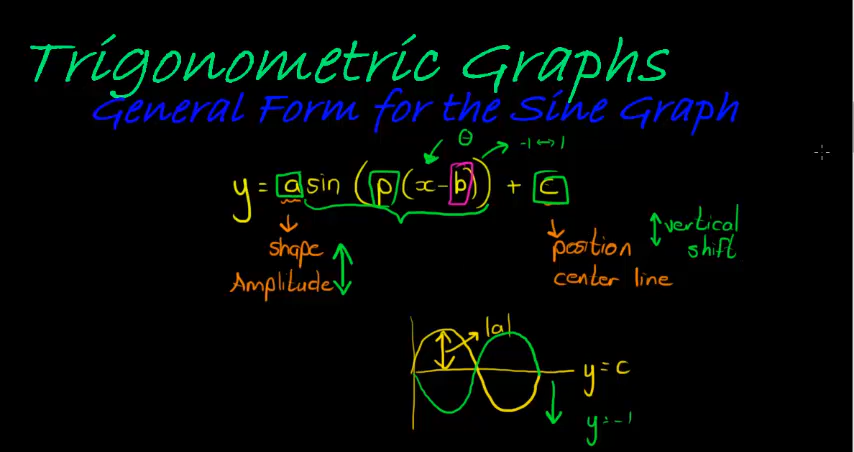 Trigonometric Graphs
General Form for the Sine Graph
θ
-1 ↔ 1
y = a sin (p(x-b)) + c
shape
Amplitude
position
center line
vertical
shift
|a|
y = c
y = -1